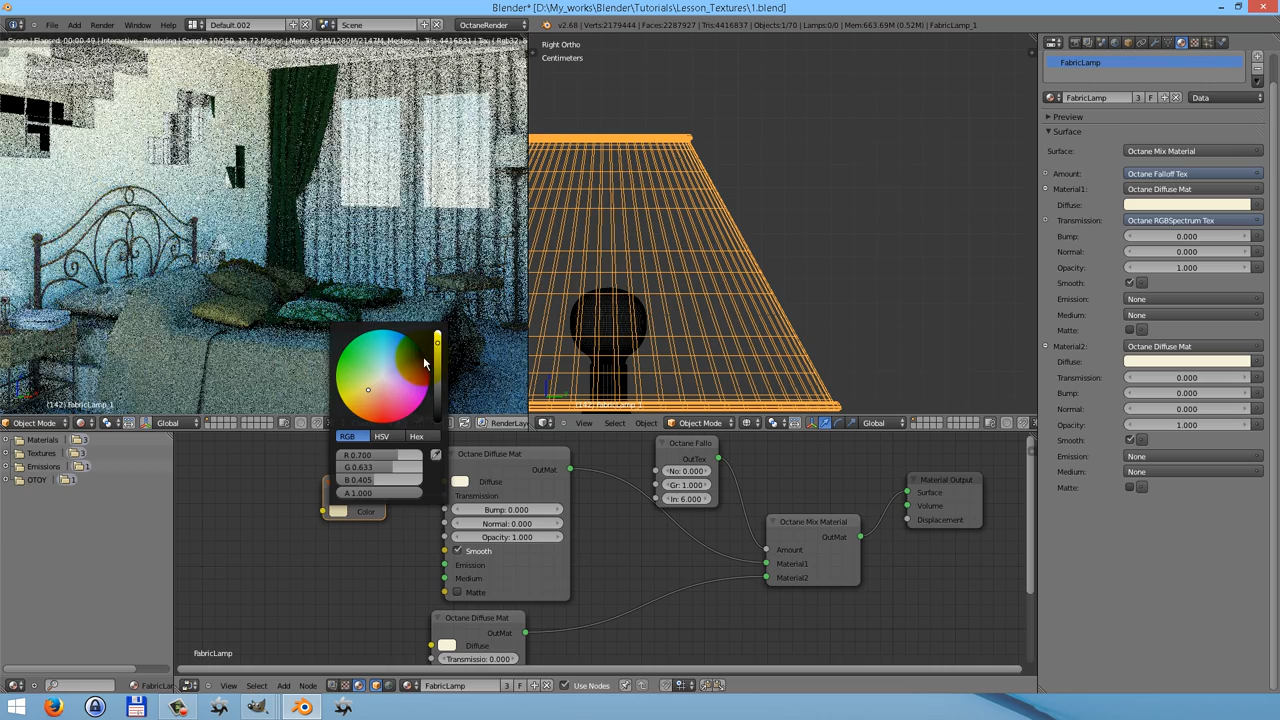 Blender* [D:\My_works\Blender\Tutorials\Lesson_Textures\1.blend]
File Add Render Window Help Default.002 Scene OctaneRender v2.68 | Verts:2179444 | Faces:2287927 | Tris:4416837 | Objects:1/70 | Lamps:0/0 | Mem:663.69M (0.52M) | FabricLamp_1
Right Ortho
Centimeters
(142) FabricLamp_1
FabricLamp
FabricLamp 3 F Data
Preview
Surface
Surface: Octane Mix Material
Amount: Octane Falloff Tex
Material1: Octane Diffuse Mat
Diffuse:
Transmission: Octane RGBSpectrum Tex
Bump: 0.000
Normal: 0.000
Opacity: 1.000
Smooth:
Emission: None
Medium: None
Matte:
Material2: Octane Diffuse Mat
Diffuse:
Transmission: 0.000
Bump: 0.000
Normal: 0.000
Opacity: 1.000
Smooth:
Emission: None
Medium: None
Matte:
Object Mode Global RenderLay View Select Object Object Mode Global
Materials 3
Textures 3
Emissions 1
OTOY 1
RGB HSV Hex
R 0.700
G 0.633
B 0.405
A 1.000
Color
Octane Diffuse Mat
OutMat
Diffuse
Transmission
Bump: 0.000
Normal: 0.000
Opacity: 1.000
Smooth
Emission
Medium
Matte
Octane Diffuse Mat
OutMat
Diffuse
Transmissio: 0.000
Octane Fallo
OutTex
No: 0.000
Gr: 1.000
In: 6.000
Octane Mix Material
OutMat
Amount
Material1
Material2
Material Output
Surface
Volume
Displacement
FabricLamp
FabricLar View Select Add Node FabricLamp 3 F Use Nodes